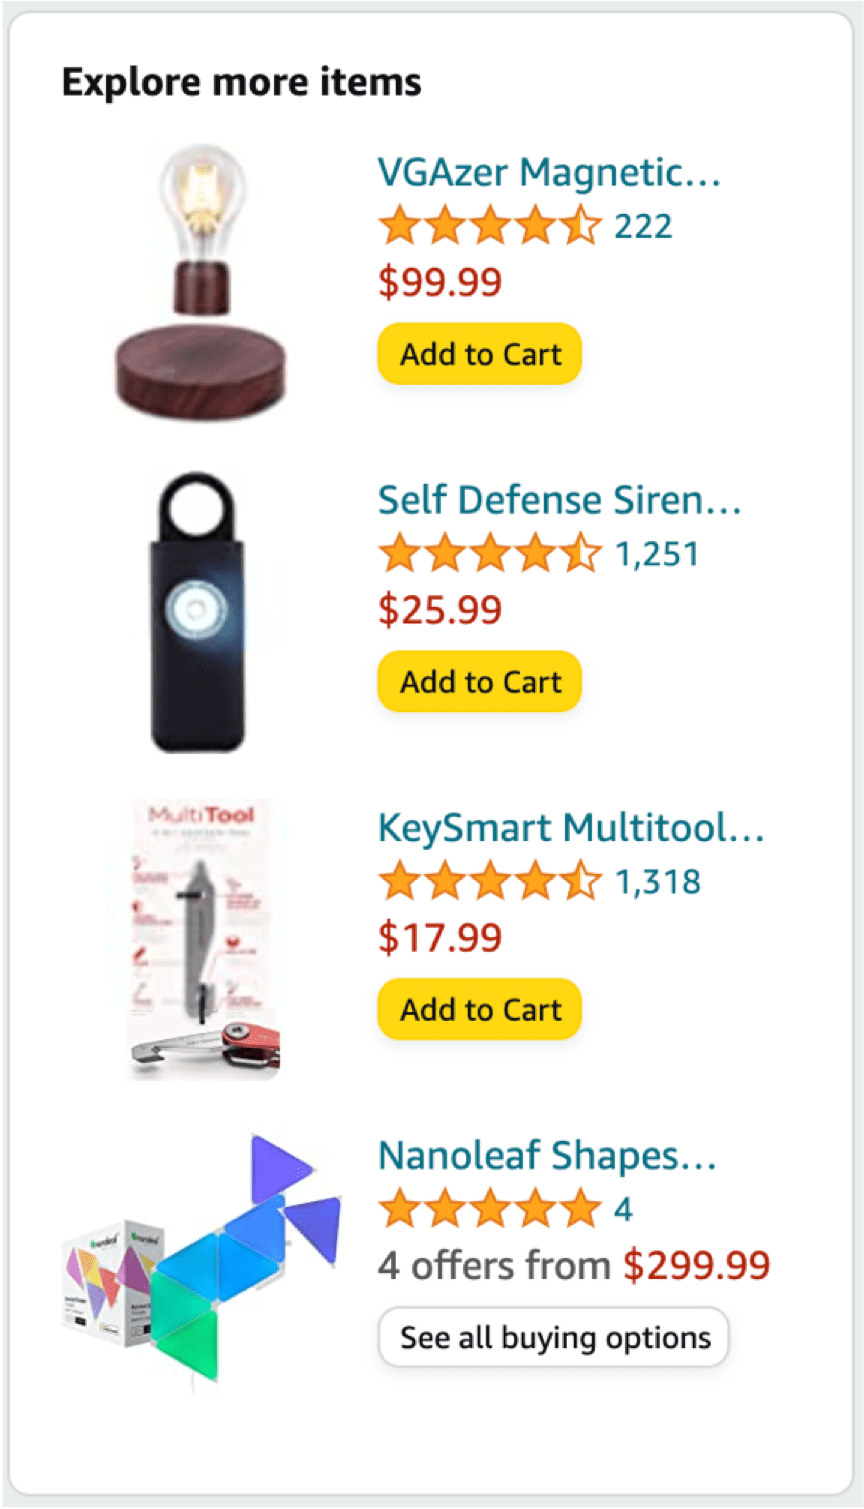 Explore more items
VGAzer Magnetic...
222
$99.99
Add to Cart
Self Defense Siren...
1,251
$25.99
Add to Cart
MultiTool
KeySmart Multitool...
1,318
$17.99
Add to Cart
Nanoleaf Shapes...
4
nanoleaf
4 offers from $299.99
See all buying options